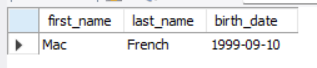 first_name last_name birth_date
Mac French 1999-09-10